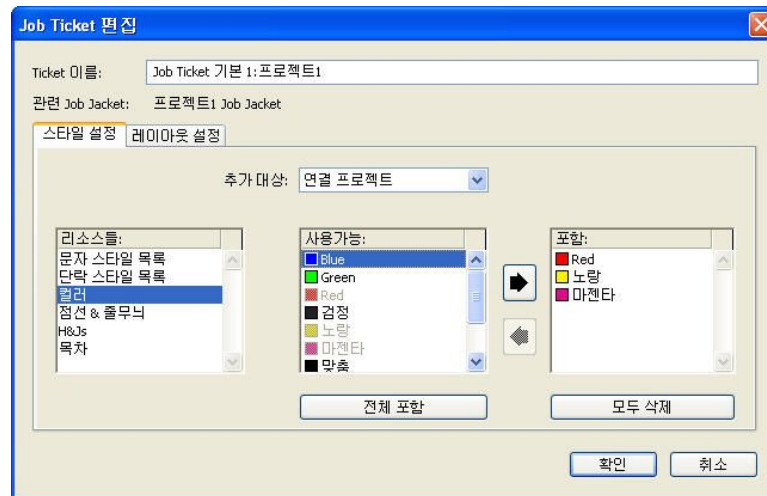 Job Ticket 편집
Ticket 이름: Job Ticket 기본 1:프로젝트1
관련 Job Jacket: 프로젝트1 Job Jacket
스타일 설정 레이아웃 설정
추가 대상: 연결 프로젝트
리소스들:
문자 스타일 목록
단락 스타일 목록
컬러
점선 & 줄무늬
H&Js
목차
사용가능:
Blue
Green
Red
검정
노랑
마젠타
맞춤
전체 포함
포함:
Red
노랑
마젠타
모두 삭제
확인 취소